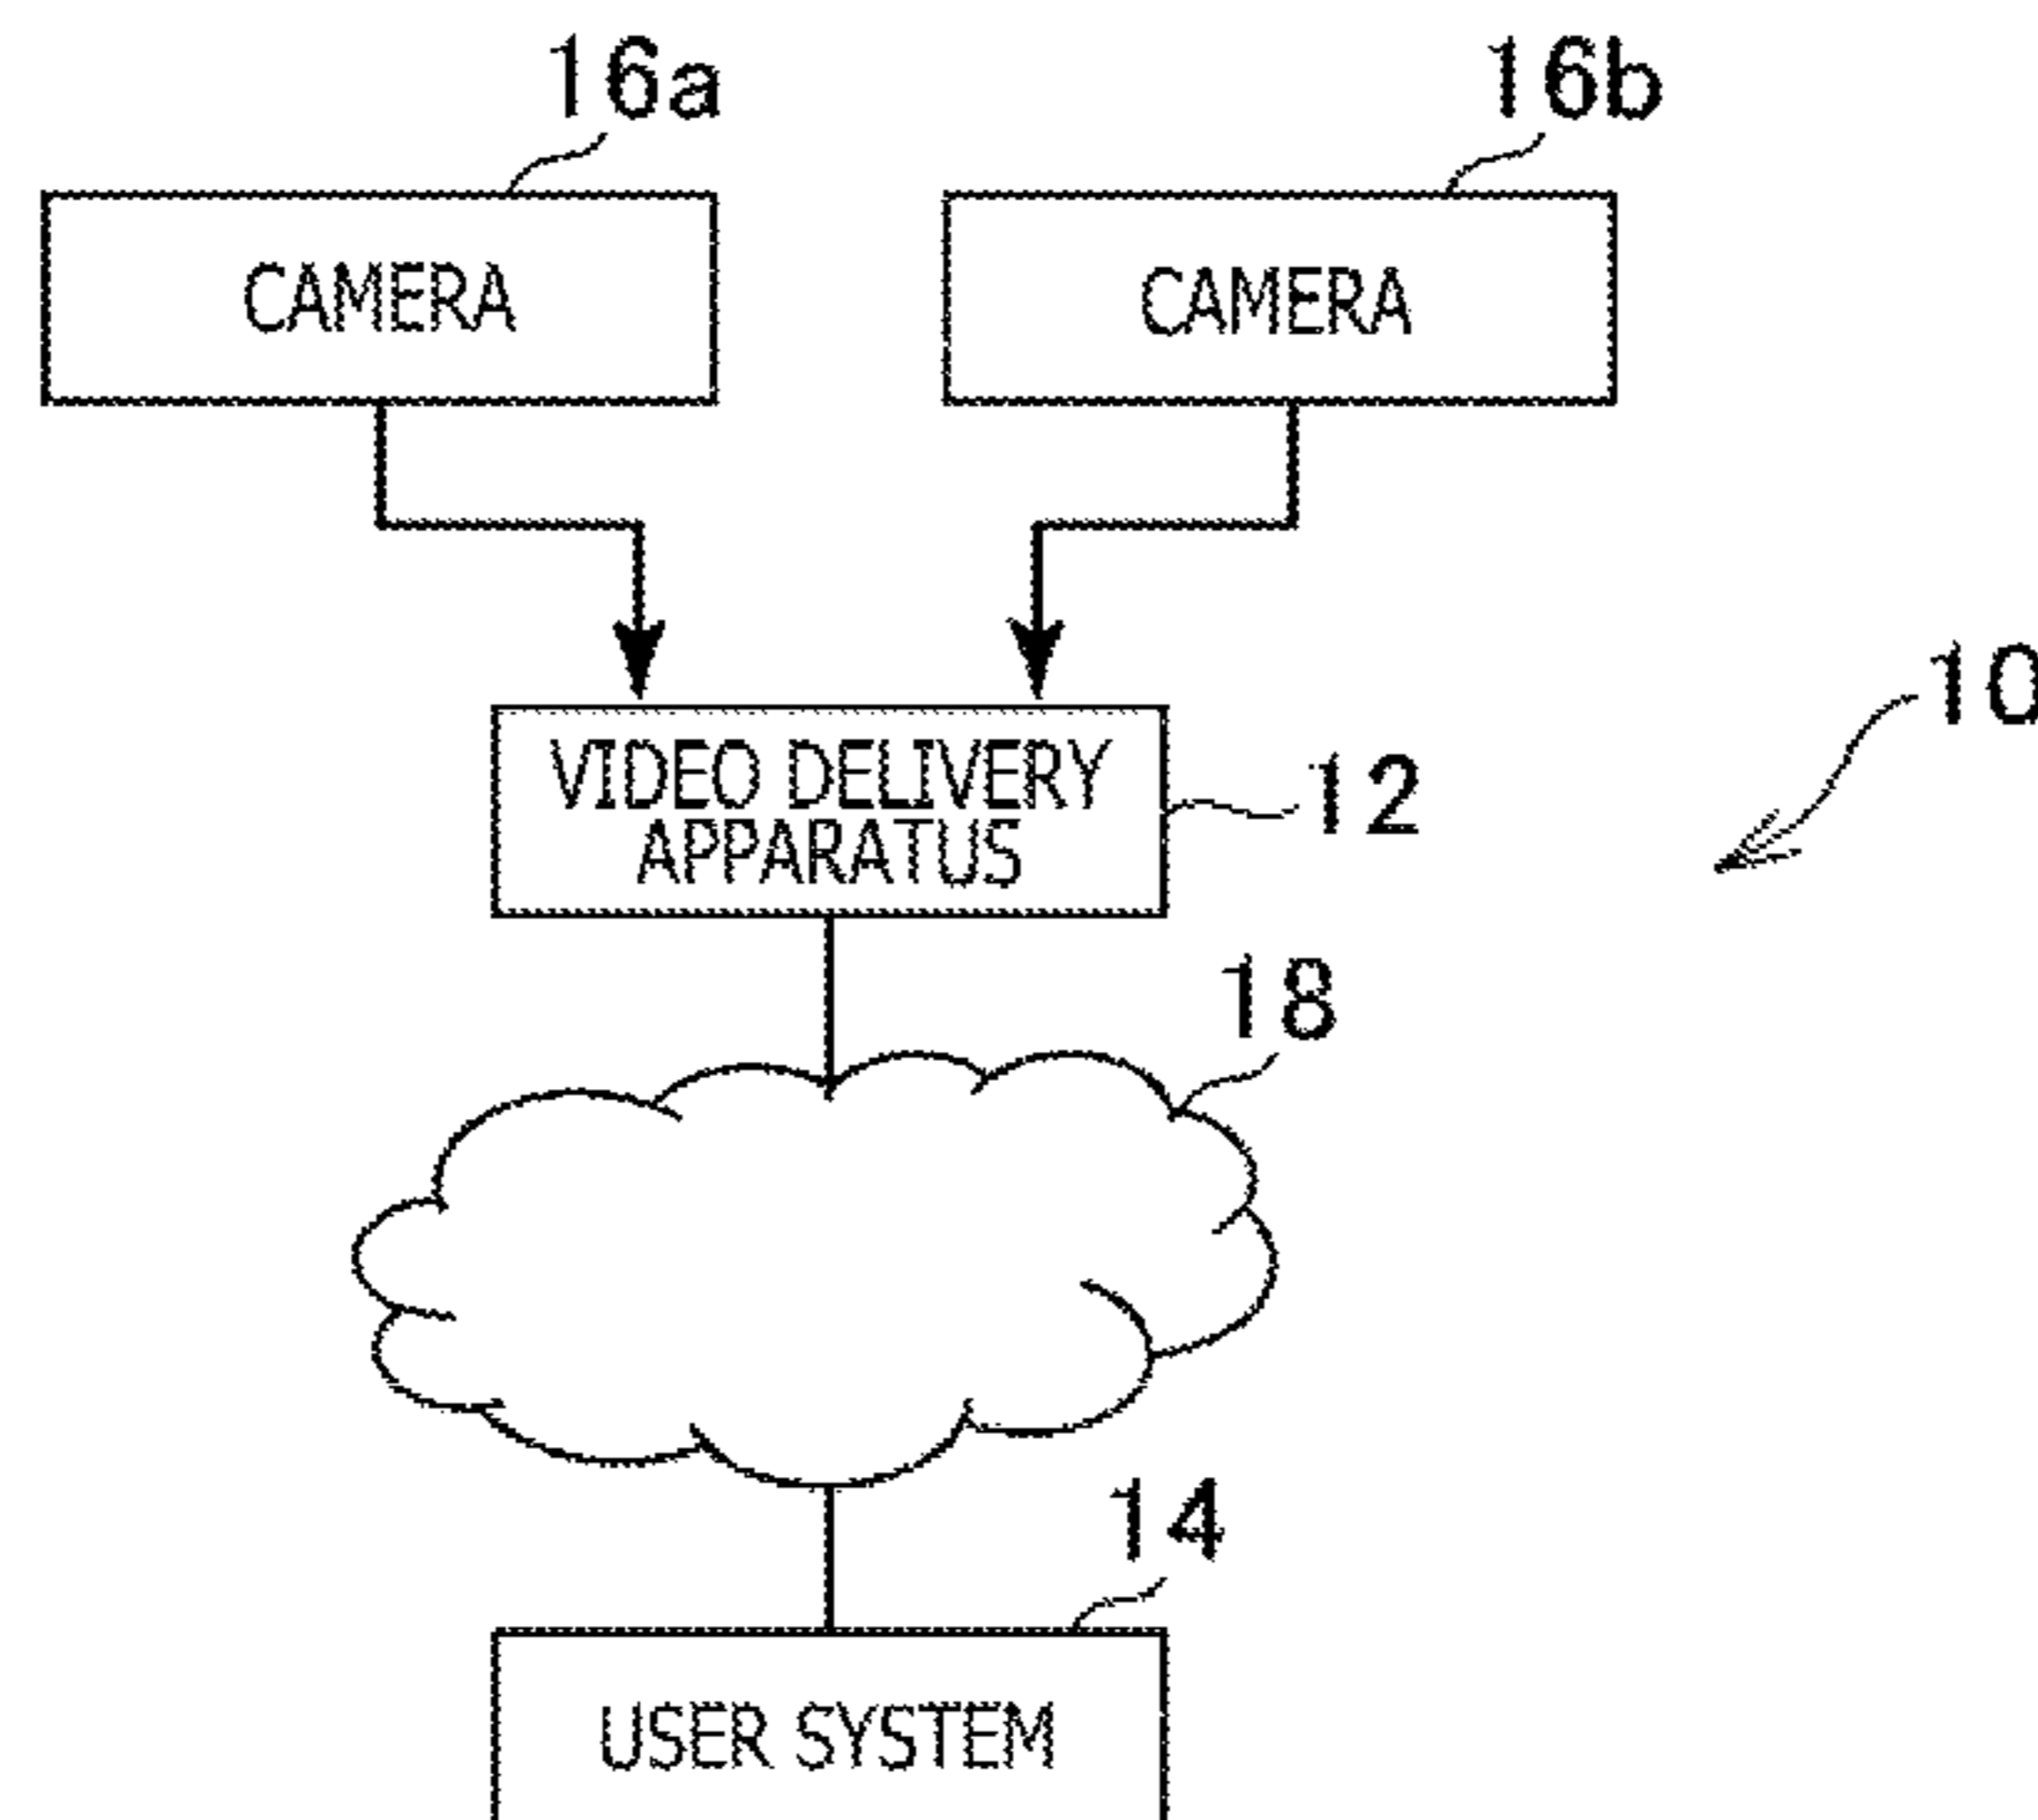 16a
16b
CAMERA
CAMERA
10
VIDEO DELIVERY
APPARATUS
12
18
14
USER SYSTEM